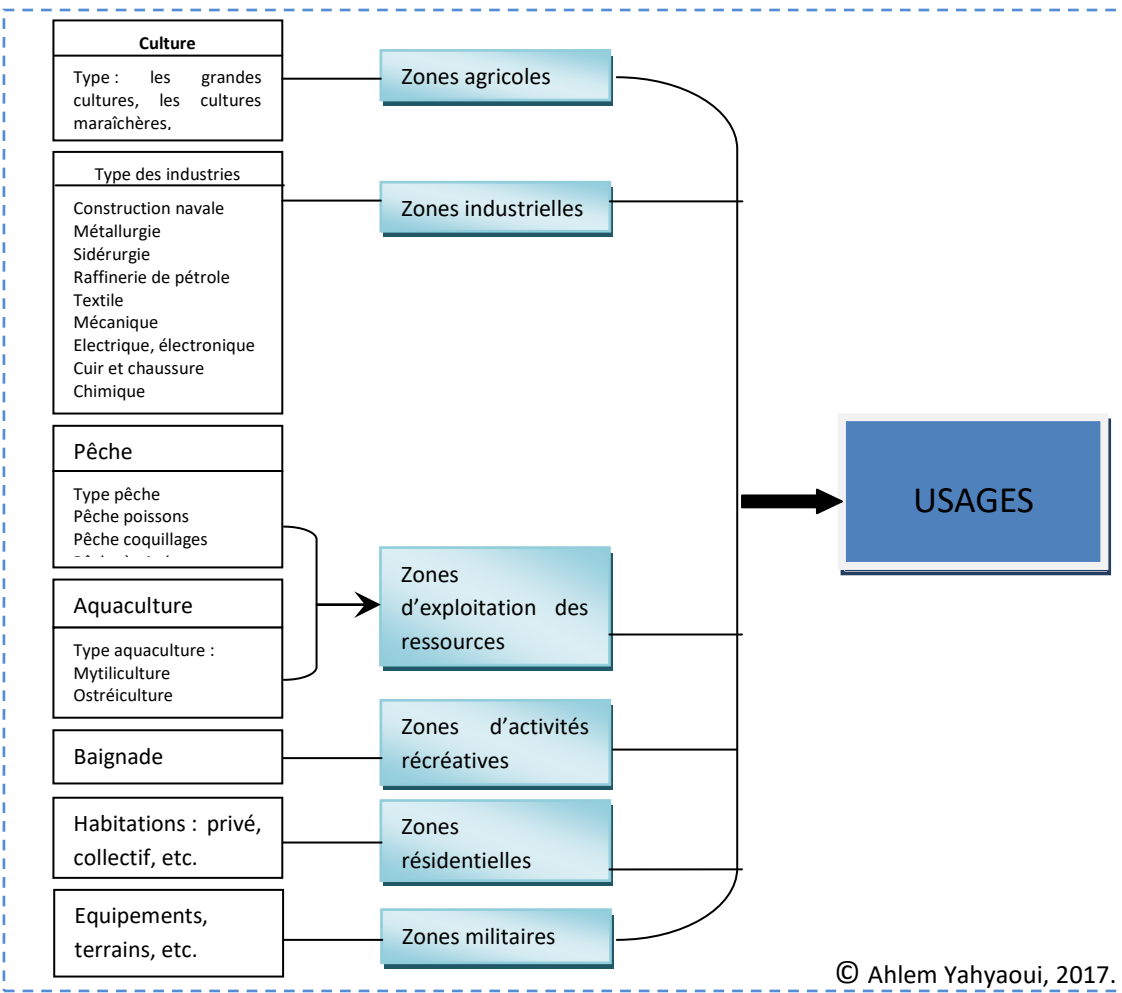 Culture
Type : les grandes
cultures, les cultures
maraîchères,
Zones agricoles
Type des industries
Construction navale
Métallurgie
Sidérurgie
Raffinerie de pétrole
Textile
Mécanique
Electrique, électronique
Cuir et chaussure
Chimique
Zones industrielles
Pêche
Type pêche
Pêche poissons
Pêche coquillages
Aquaculture
Type aquaculture :
Mytiliculture
Ostréiculture
Zones
d’exploitation des
ressources
Baignade
Zones d’activités
récréatives
Habitations : privé,
collectif, etc.
Zones
résidentielles
Equipements,
terrains, etc.
Zones militaires
USAGES
© Ahlem Yahyaoui, 2017.